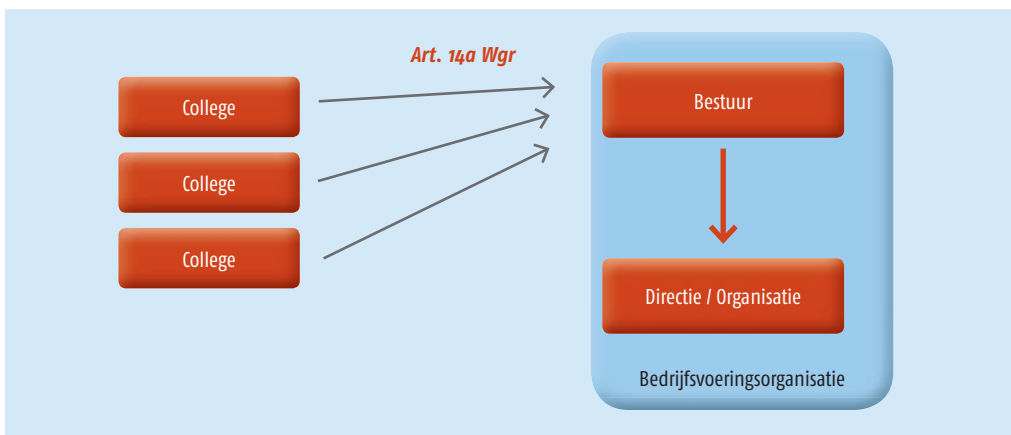 Art. 14a Wgr
College
College
College
Bestuur
Directie / Organisatie
Bedrijfsvoeringsorganisatie